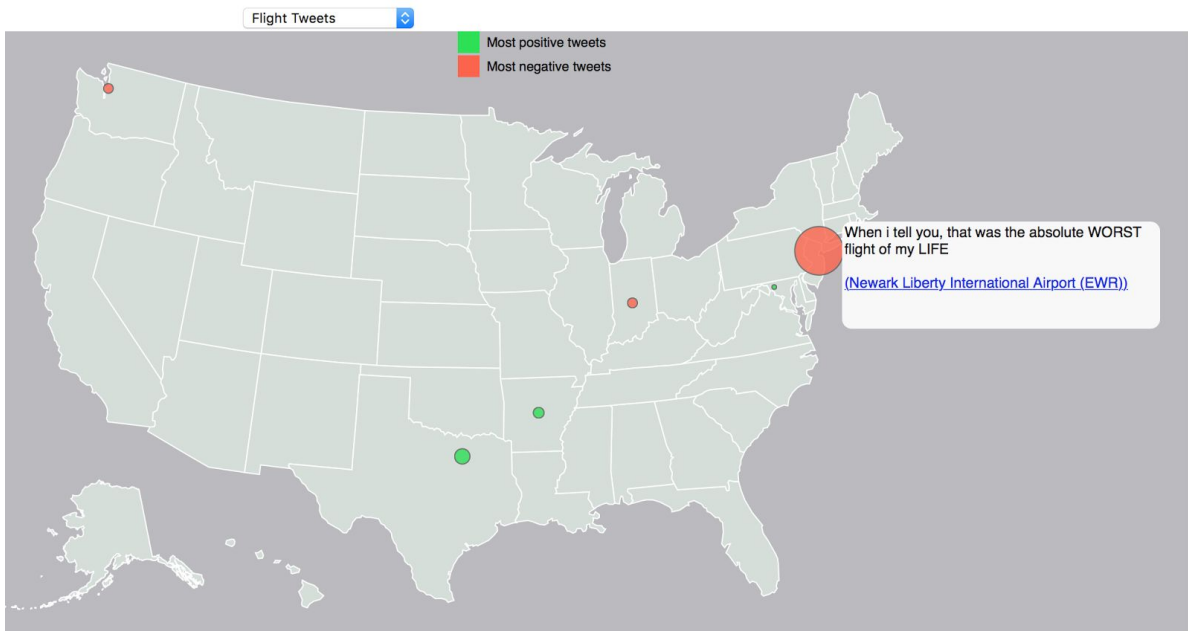 Flight Tweets
Most positive tweets
Most negative tweets
When i tell you, that was the absolute WORST
flight of my LIFE
(Newark Liberty International Airport (EWR))